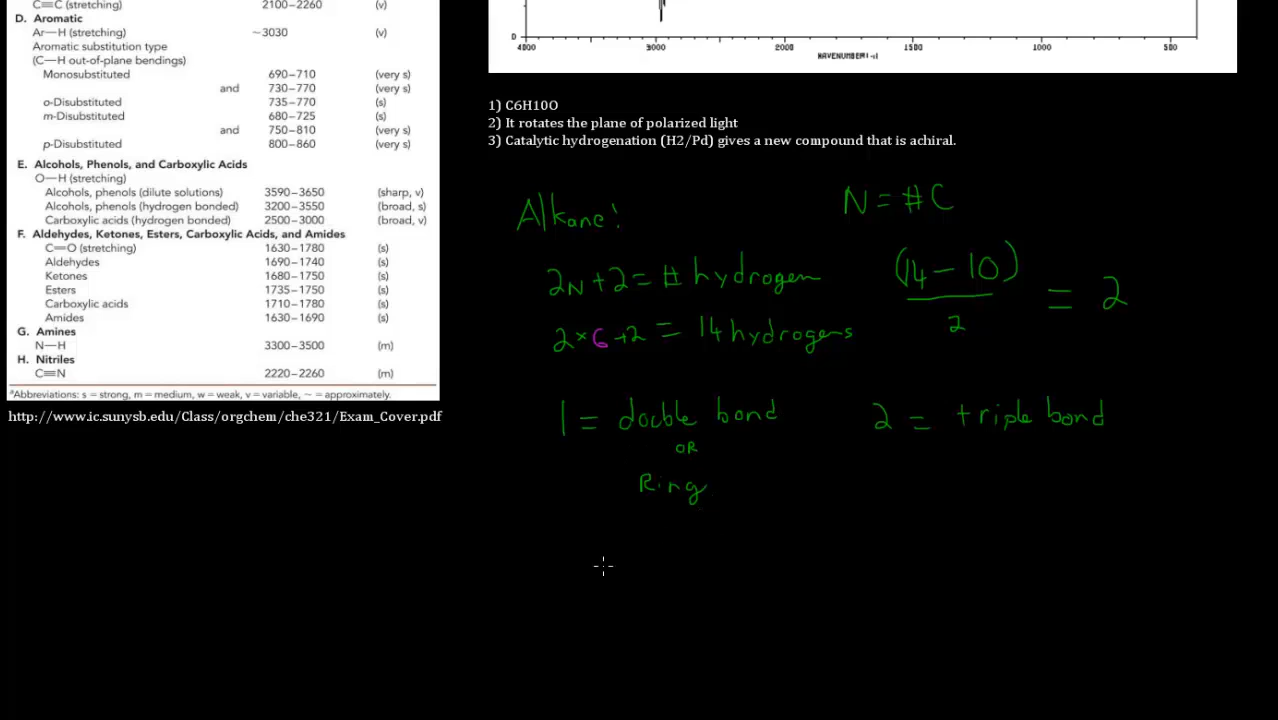 C≡C (stretching) 2100–2260 (v)
D. Aromatic
Ar—H (stretching) ~3030 (v)
Aromatic substitution type
(C—H out-of-plane bendings)
Monosubstituted 690–710 (very s)
and 730–770 (very s)
o-Disubstituted 735–770 (s)
m-Disubstituted 680–725 (s)
and 750–810 (very s)
p-Disubstituted 800–860 (very s)
E. Alcohols, Phenols, and Carboxylic Acids
O—H (stretching)
Alcohols, phenols (dilute solutions) 3590–3650 (sharp, v)
Alcohols, phenols (hydrogen bonded) 3200–3550 (broad, s)
Carboxylic acids (hydrogen bonded) 2500–3000 (broad, v)
F. Aldehydes, Ketones, Esters, Carboxylic Acids, and Amides
C=O (stretching) 1630–1780 (s)
Aldehydes 1690–1740 (s)
Ketones 1680–1750 (s)
Esters 1735–1750 (s)
Carboxylic acids 1710–1780 (s)
Amides 1630–1690 (s)
G. Amines
N—H 3300–3500 (m)
H. Nitriles
C≡N 2220–2260 (m)
aAbbreviations: s = strong, m = medium, w = weak, v = variable, ~ = approximately.
http://www.ic.sunysb.edu/Class/orgchem/che321/Exam_Cover.pdf
0
4000 3000 2000 1500 1000 500
1) C6H10O
2) It rotates the plane of polarized light
3) Catalytic hydrogenation (H2/Pd) gives a new compound that is achiral.
Alkane: N = # C
2N + 2 = # hydrogen
2 × 6 + 2 = 14 hydrogens
(14 – 10)
2
= 2
1 = double bond
OR
Ring
2 = triple bond